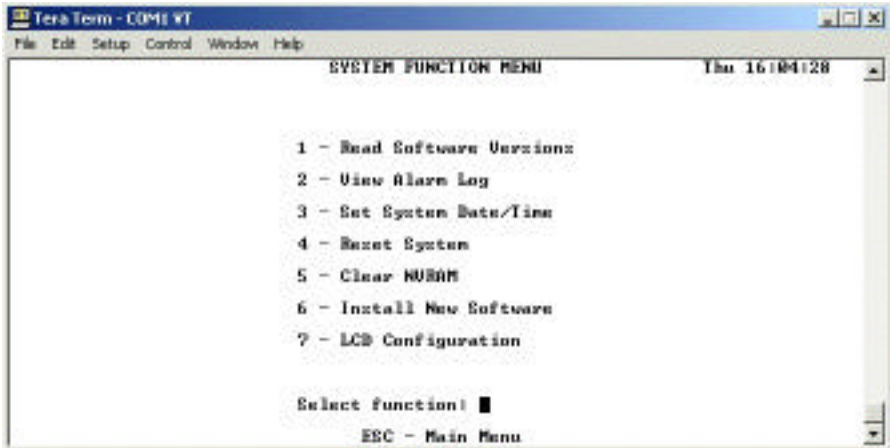 Tera Term - COM1 VT
File Edit Setup Control Window Help
SYSTEM FUNCTION MENU Thu 16:04:28
1 - Read Software Versions
2 - View Alarm Log
3 - Set System Date/Time
4 - Reset System
5 - Clear NVRAM
6 - Install New Software
7 - LCD Configuration
Select function:
ESC - Main Menu